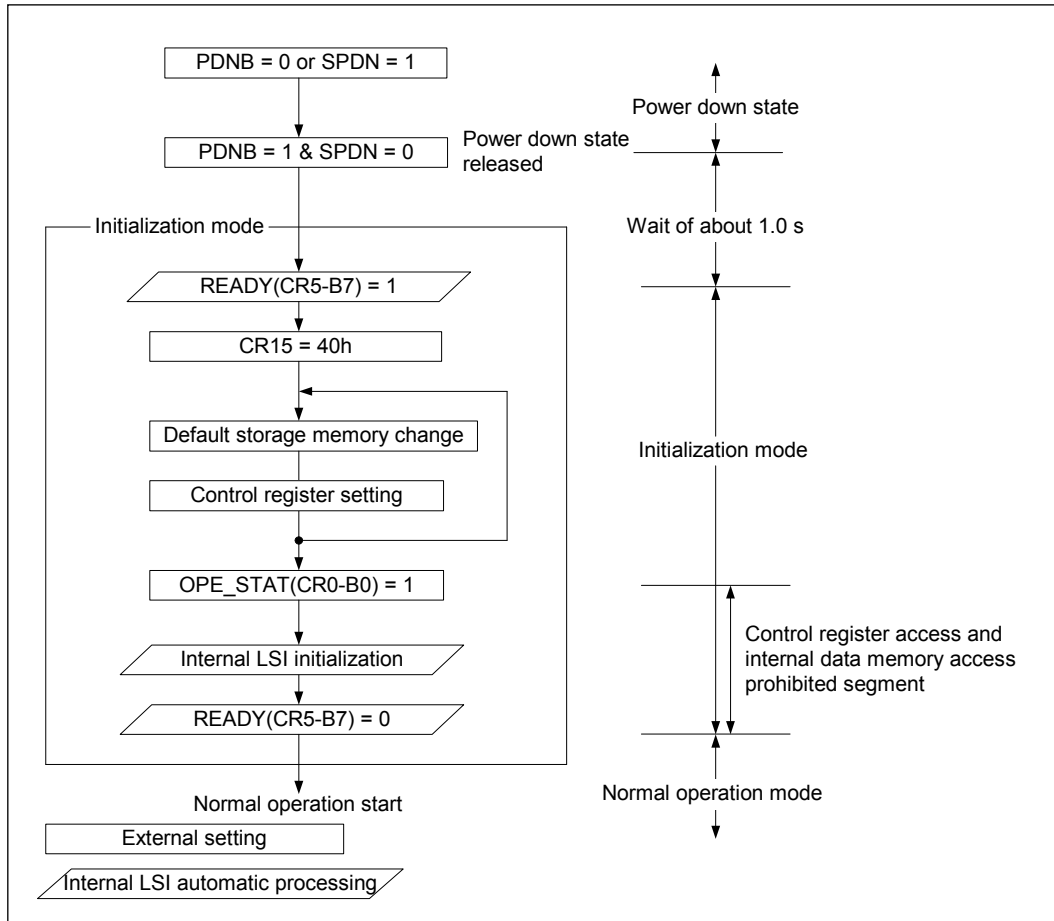 PDNB = 0 or SPDN = 1
Power down state
PDNB = 1 & SPDN = 0
Power down state
released
Wait of about 1.0 s
Initialization mode
READY(CR5-B7) = 1
CR15 = 40h
Default storage memory change
Control register setting
Initialization mode
OPE_STAT(CR0-B0) = 1
Internal LSI initialization
READY(CR5-B7) = 0
Control register access and
internal data memory access
prohibited segment
Normal operation start
Normal operation mode
External setting
Internal LSI automatic processing